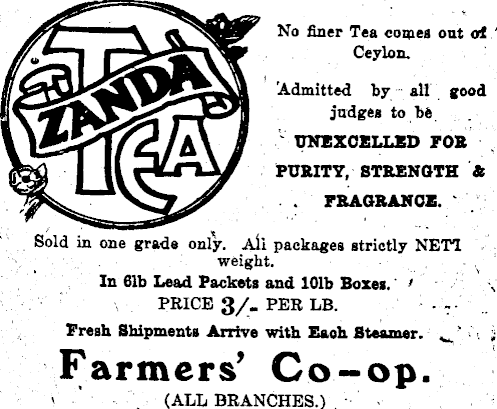 ZANDA
TEA
No finer Tea comes out of
Ceylon.
Admitted by all good
judges to be
UNEXCELLED FOR
PURITY, STRENGTH &
FRAGRANCE.
Sold in one grade only. All packages strictly NETT
weight.
In 6lb Lead Packets and 10lb Boxes.
PRICE 3/- PER LB.
Fresh Shipments Arrive with Each Steamer.
Farmers' Co-op.
(ALL BRANCHES.)